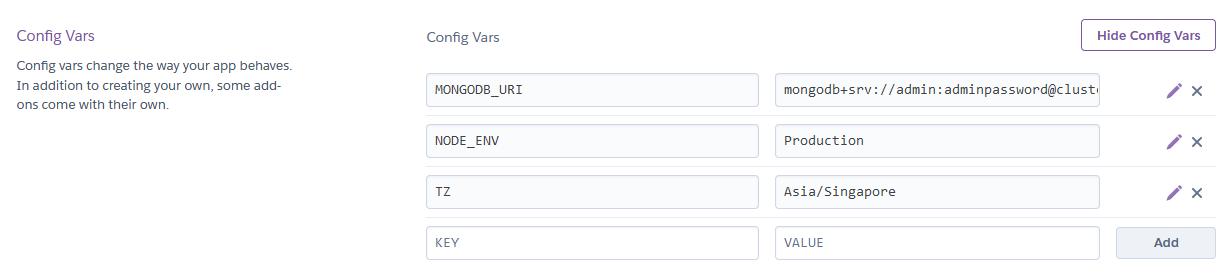 Config Vars
Config vars change the way your app behaves.
In addition to creating your own, some add-
ons come with their own.
Config Vars
Hide Config Vars
MONGODB_URI mongodb+srv://admin:adminpassword@cluste
NODE_ENV Production
TZ Asia/Singapore
KEY VALUE Add